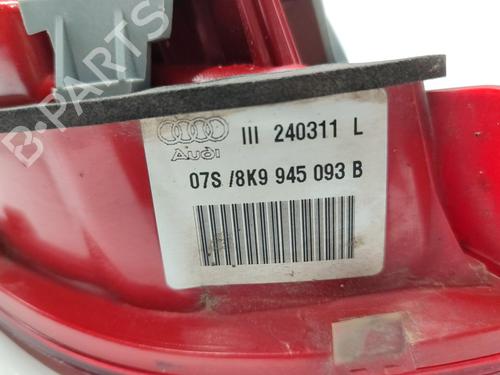 B-PARTS
III 240311 L
Audi
07S /8K9 945 093 B